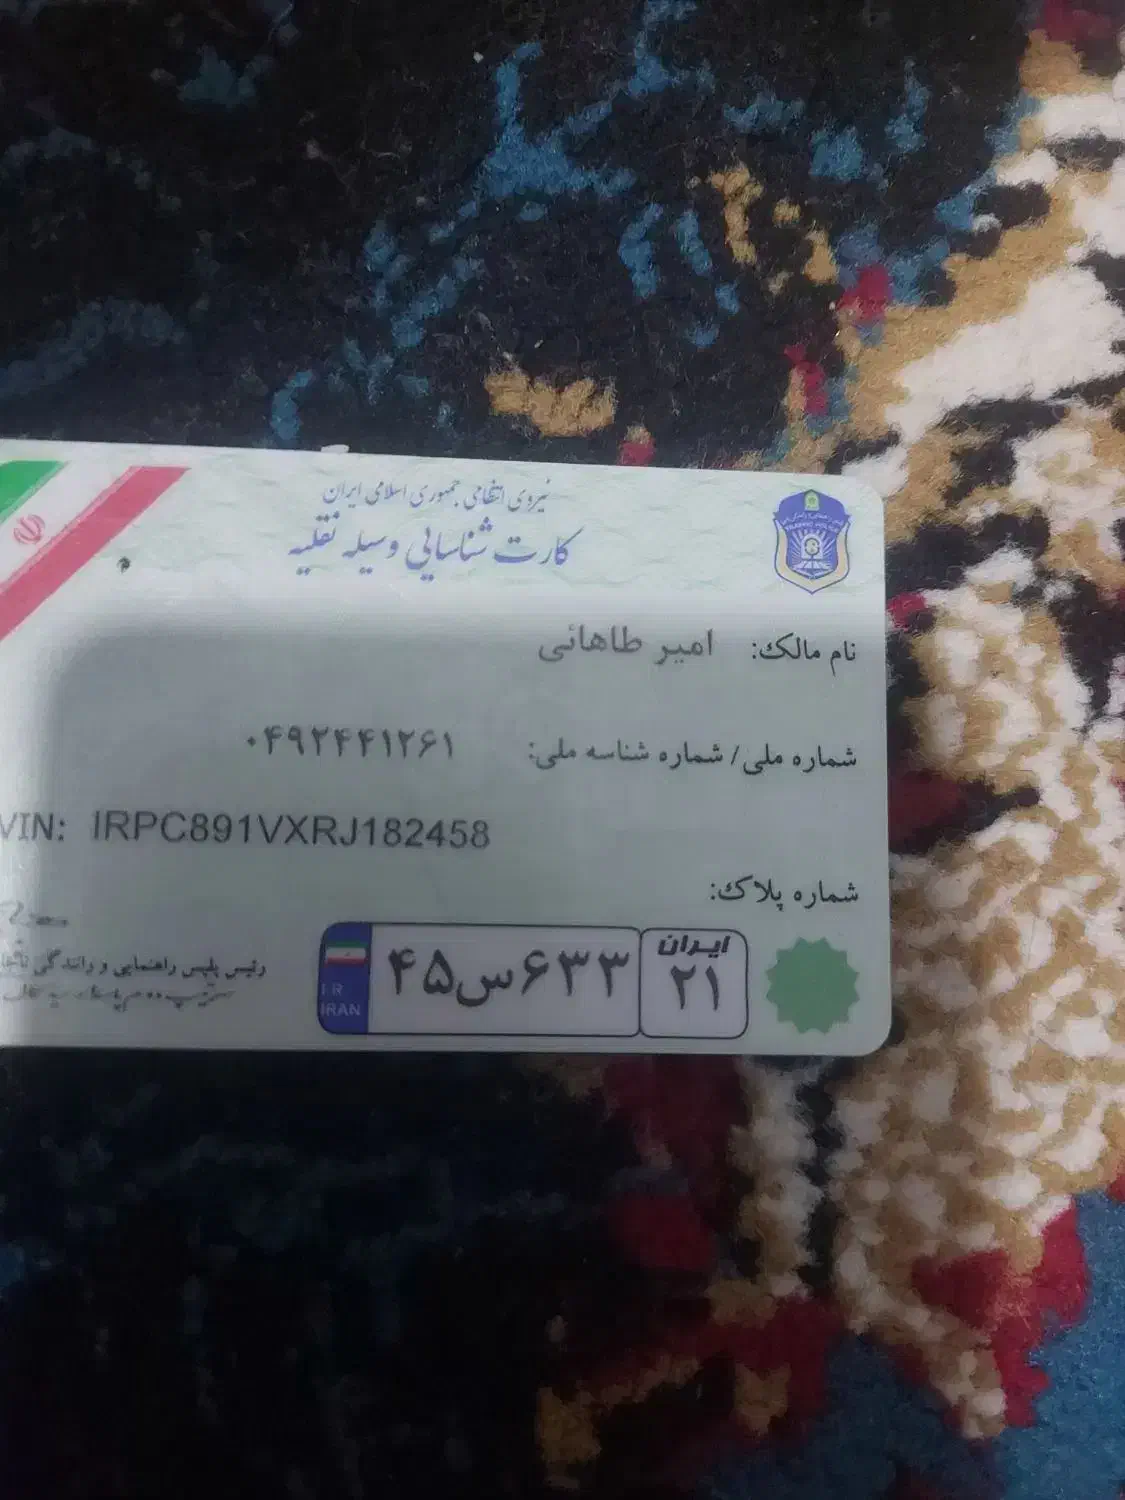 نیروی انتظامی جمهوری اسلامی ایران
کارت شناسایی وسیله نقلیه
نام مالک: امیر طاهائی
شماره ملی/ شماره شناسه ملی: ۰۴۹۲۴۴۱۲۶۱
VIN: IRPC891VXRJ182458
شماره پلاک:
رئیس پلیس راهنمایی و رانندگی
I R
IRAN
۴۵س۶۳۳
ایران
۲۱